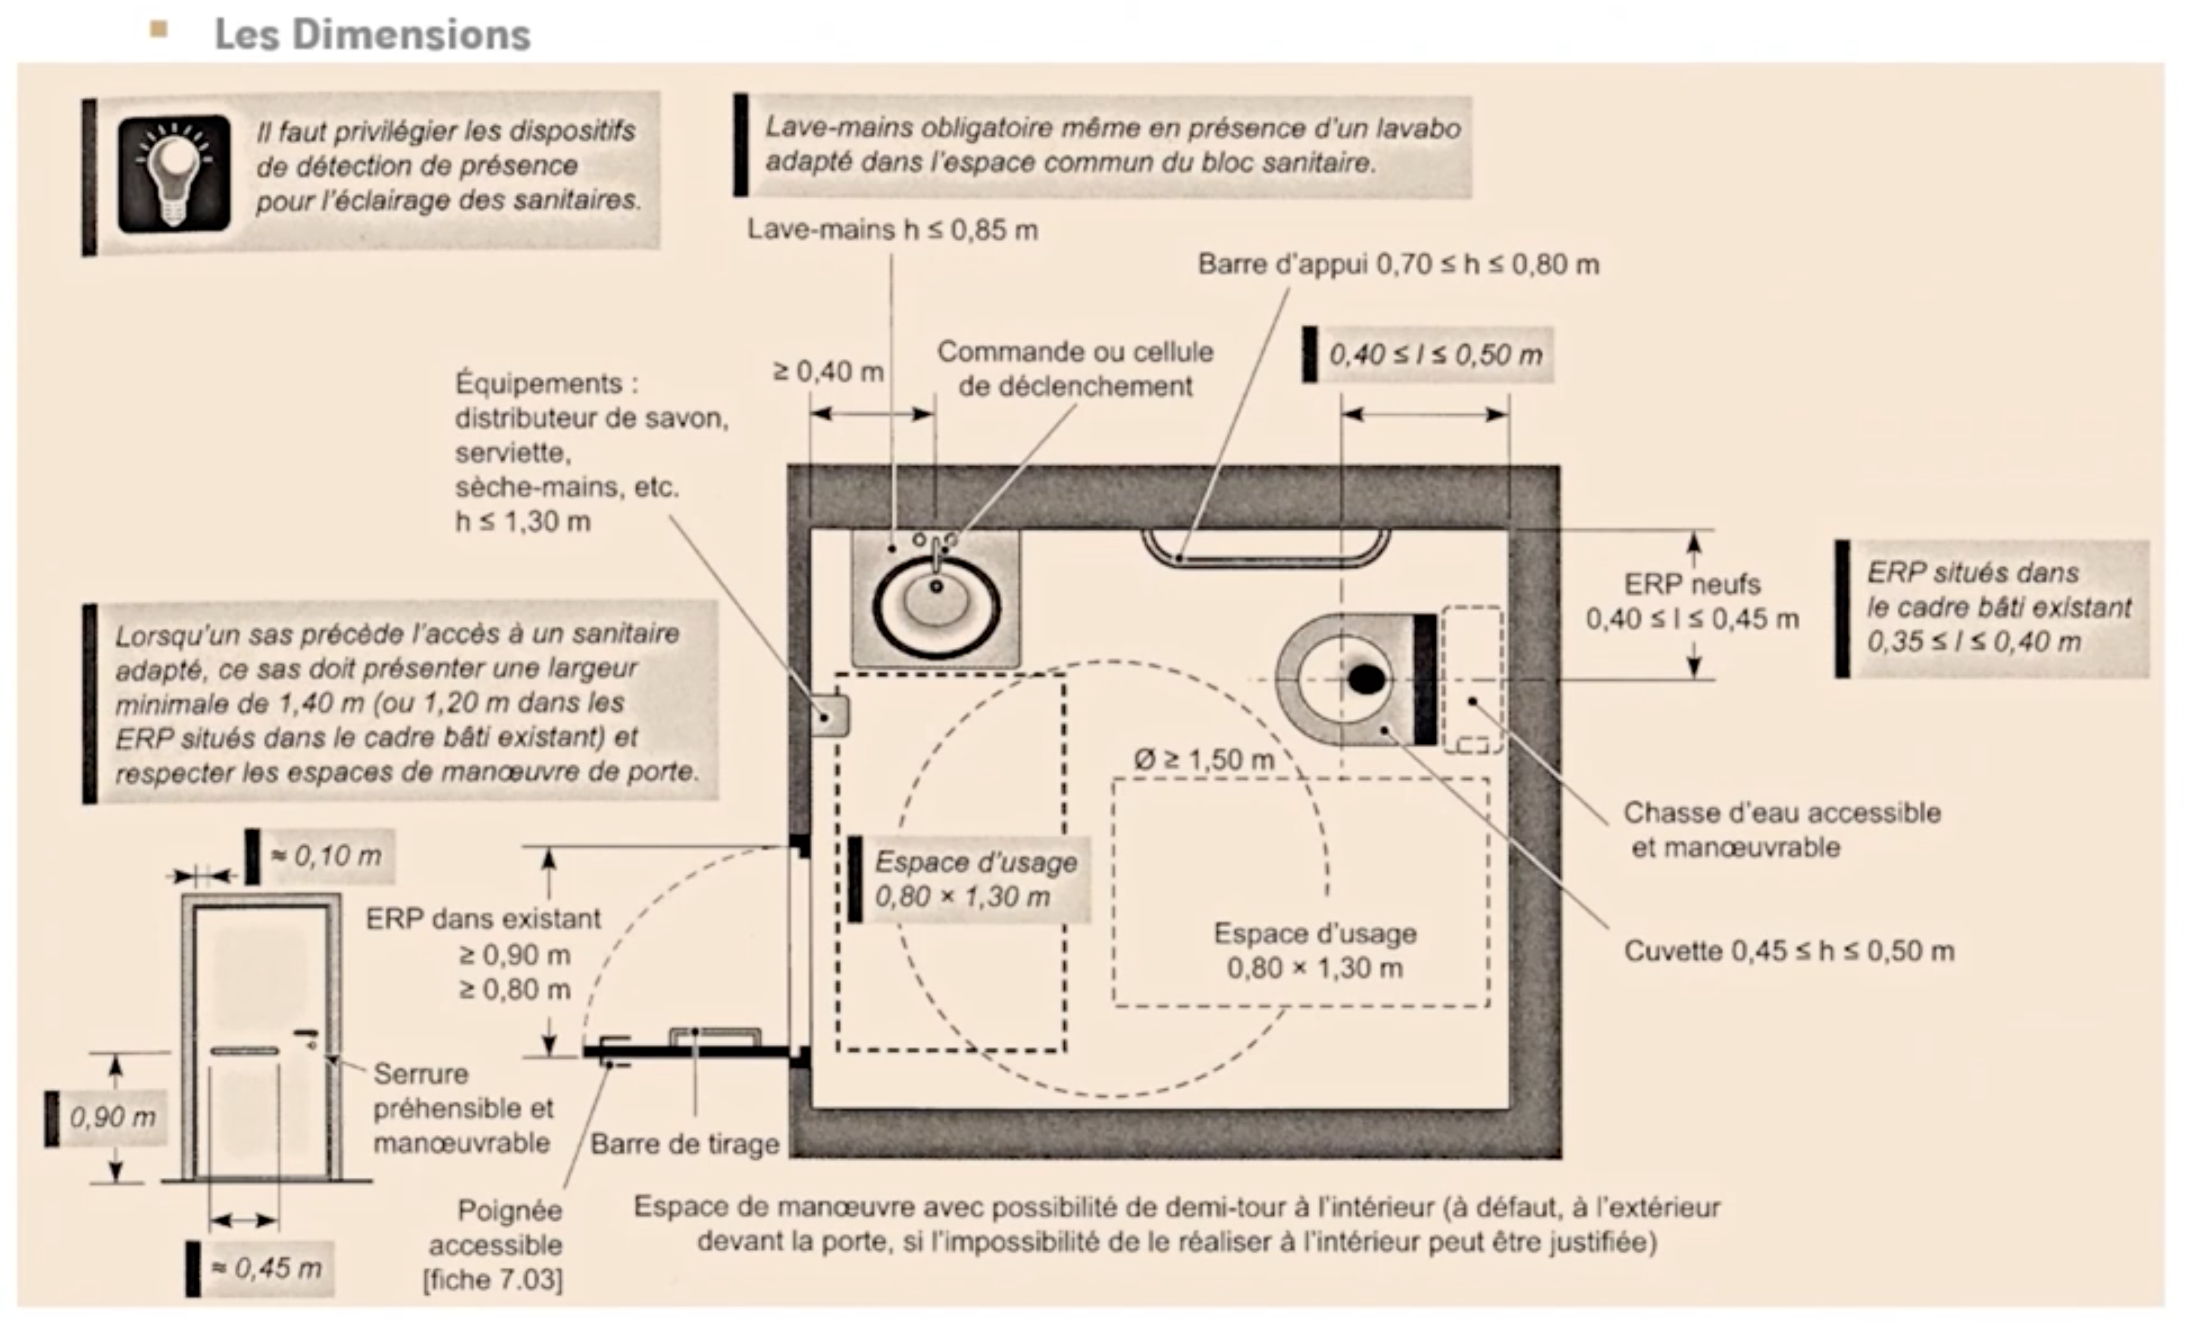 Les Dimensions
Il faut privilégier les dispositifs
de détection de présence
pour l'éclairage des sanitaires.
Lave-mains obligatoire même en présence d'un lavabo
adapté dans l'espace commun du bloc sanitaire.
Lave-mains h ≤ 0,85 m
Barre d'appui 0,70 ≤ h ≤ 0,80 m
0,40 ≤ l ≤ 0,50 m
Commande ou cellule
de déclenchement
≥ 0,40 m
Équipements :
distributeur de savon,
serviette,
sèche-mains, etc.
h ≤ 1,30 m
ERP neufs
0,40 ≤ l ≤ 0,45 m
ERP situés dans
le cadre bâti existant
0,35 ≤ l ≤ 0,40 m
Lorsqu'un sas précède l'accès à un sanitaire
adapté, ce sas doit présenter une largeur
minimale de 1,40 m (ou 1,20 m dans les
ERP situés dans le cadre bâti existant) et
respecter les espaces de manœuvre de porte.
Ø ≥ 1,50 m
Chasse d'eau accessible
et manœuvrable
Espace d'usage
0,80 × 1,30 m
Espace d'usage
0,80 × 1,30 m
Cuvette 0,45 ≤ h ≤ 0,50 m
≈ 0,10 m
ERP dans existant
≥ 0,90 m
≥ 0,80 m
Serrure
préhensible et
manœuvrable
0,90 m
Barre de tirage
Poignée
accessible
[fiche 7.03]
≈ 0,45 m
Espace de manœuvre avec possibilité de demi-tour à l'intérieur (à défaut, à l'extérieur
devant la porte, si l'impossibilité de le réaliser à l'intérieur peut être justifiée)